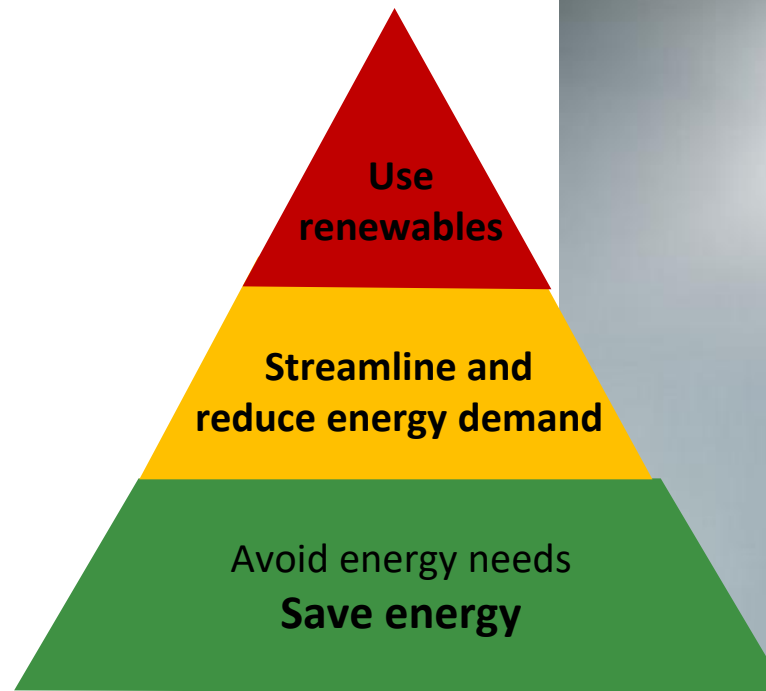 Use
renewables
Streamline and
reduce energy demand
Avoid energy needs
Save energy